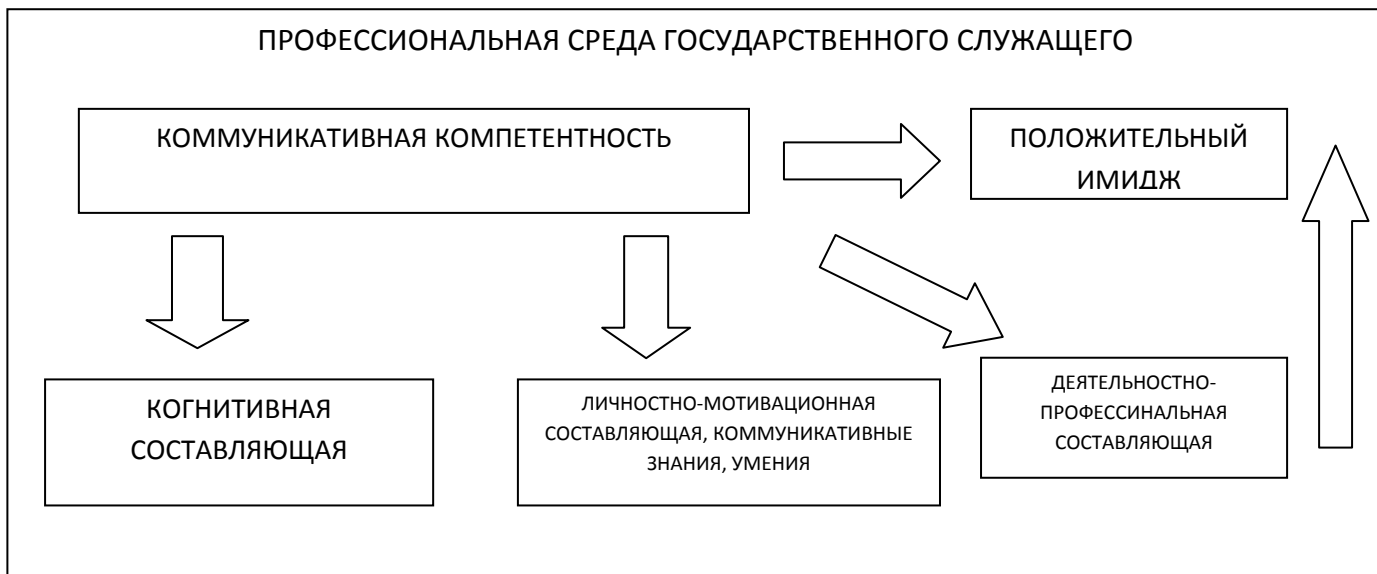 ПРОФЕССИОНАЛЬНАЯ СРЕДА ГОСУДАРСТВЕННОГО СЛУЖАЩЕГО
КОММУНИКАТИВНАЯ КОМПЕТЕНТНОСТЬ
ПОЛОЖИТЕЛЬНЫЙ
ИМИДЖ
КОГНИТИВНАЯ
СОСТАВЛЯЮЩАЯ
ЛИЧНОСТНО-МОТИВАЦИОННАЯ
СОСТАВЛЯЮЩАЯ, КОММУНИКАТИВНЫЕ
ЗНАНИЯ, УМЕНИЯ
ДЕЯТЕЛЬНОСТНО-
ПРОФЕССИНАЛЬНАЯ
СОСТАВЛЯЮЩАЯ